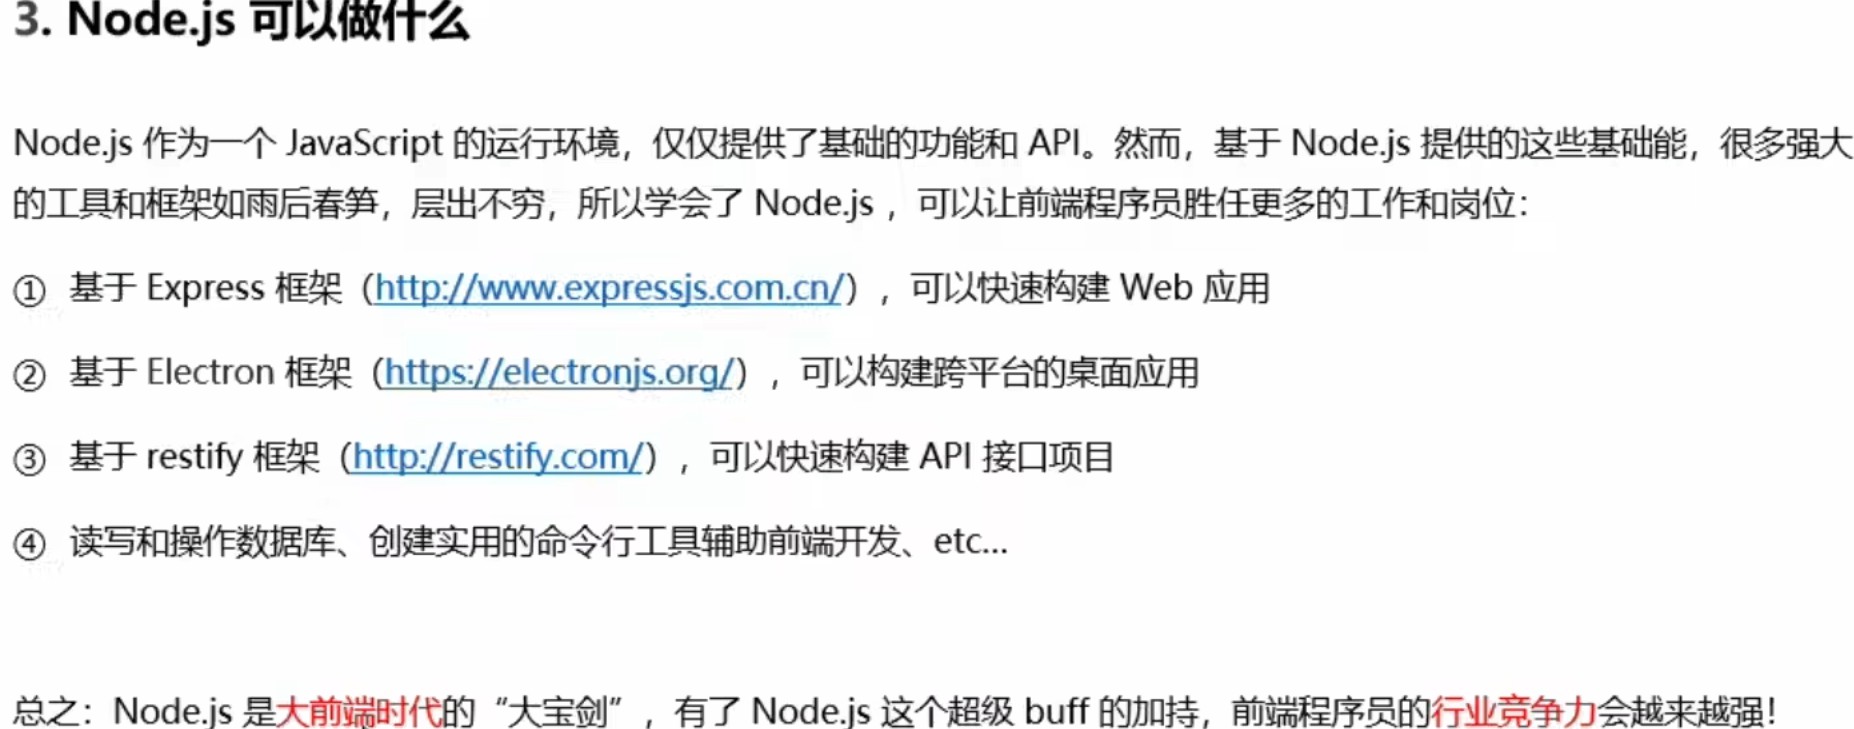 3. Node.js 可以做什么
Node.js 作为一个 JavaScript 的运行环境，仅仅提供了基础的功能和 API。然而，基于 Node.js 提供的这些基础能，很多强大
的工具和框架如雨后春笋，层出不穷，所以学会了 Node.js ，可以让前端程序员胜任更多的工作和岗位：
① 基于 Express 框架（http://www.expressjs.com.cn/），可以快速构建 Web 应用
② 基于 Electron 框架（https://electronjs.org/），可以构建跨平台的桌面应用
③ 基于 restify 框架（http://restify.com/），可以快速构建 API 接口项目
④ 读写和操作数据库、创建实用的命令行工具辅助前端开发、etc…
总之：Node.js 是大前端时代的“大宝剑”，有了 Node.js 这个超级 buff 的加持，前端程序员的行业竞争力会越来越强！